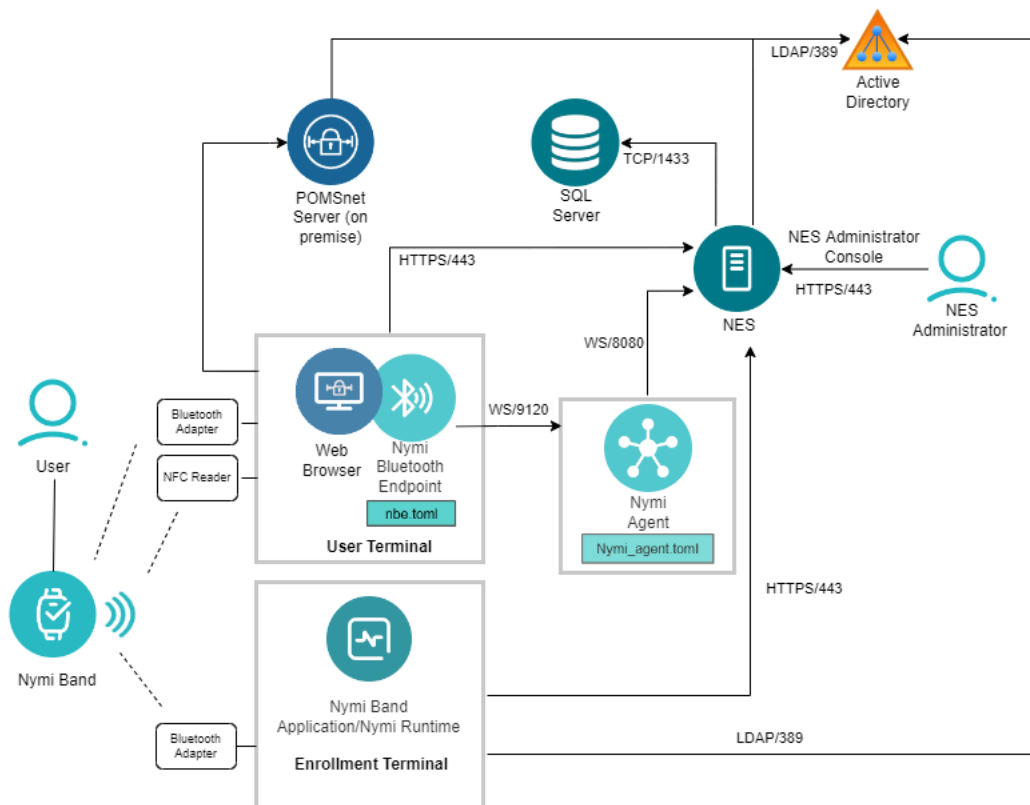 LDAP/389
Active
Directory
POMSnet
Server (on
premise)
TCP/1433
SQL
Server
HTTPS/443
NES Administrator
Console
HTTPS/443
NES
NES
Administrator
WS/8080
Bluetooth
Adapter
User
NFC Reader
Web
Browser
Nymi
Bluetooth
Endpoint
nbe.toml
User Terminal
WS/9120
Nymi
Agent
Nymi_agent.toml
HTTPS/443
Nymi Band
Nymi Band
Application/Nymi Runtime
Bluetooth
Adapter
Enrollment Terminal
LDAP/389